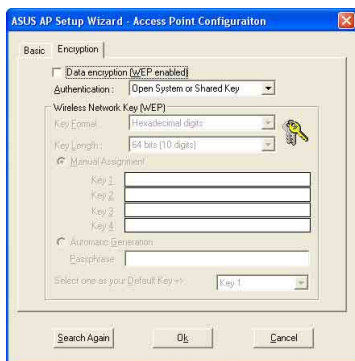 ASUS AP Setup Wizard - Access Point Configuraiton
Basic Encryption
Data encryption (WEP enabled)
Authentication : Open System or Shared Key
Wireless Network Key (WEP)
Key Format : Hexadecimal digits
Key Length : 64 bits (10 digits)
Manual Assignment
Key 1:
Key 2:
Key 3
Key 4:
Automatic Generation
Passphrase
Select one as your Default Key => Key 1
Search Again Ok Cancel